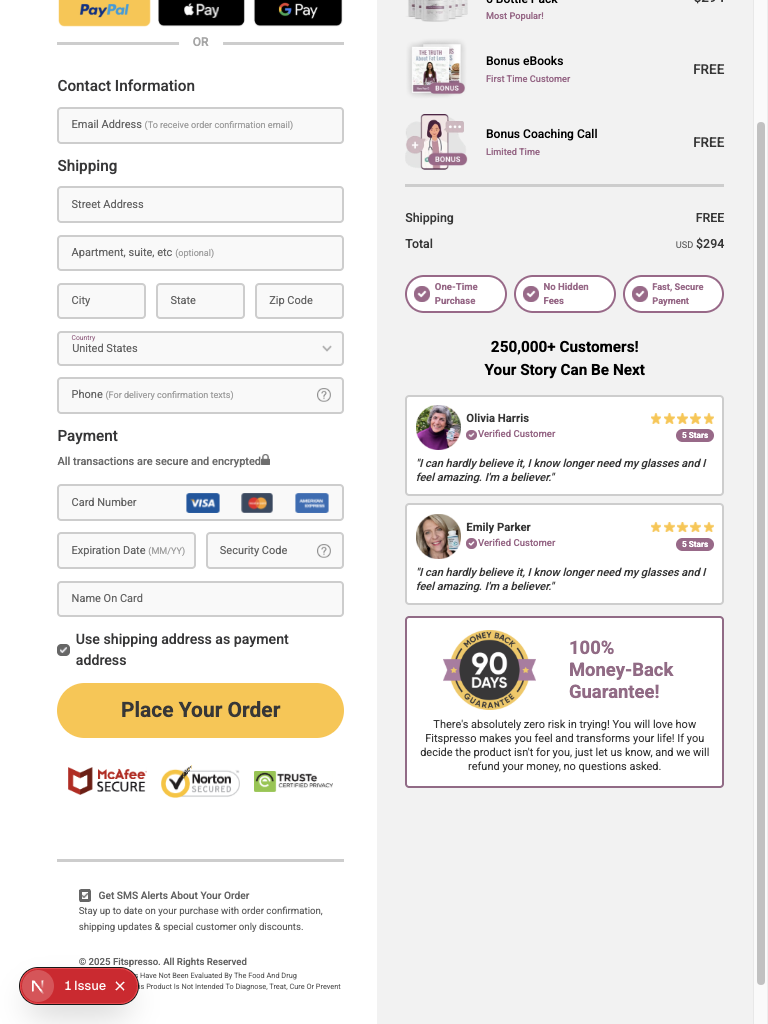 PayPal
Pay
G Pay
OR
Contact Information
Email Address (To receive order confirmation email)
Shipping
Street Address
Apartment, suite, etc (optional)
City
State
Zip Code
Country
United States
Phone (For delivery confirmation texts)
Payment
All transactions are secure and encrypted
Card Number
VISA
AMERICAN EXPRESS
Expiration Date (MM/YY)
Security Code
Name On Card
Use shipping address as payment
address
Place Your Order
McAfee
SECURE
Norton
SECURED
TRUSTe
CERTIFIED PRIVACY
Get SMS Alerts About Your Order
Stay up to date on your purchase with order confirmation,
shipping updates & special customer only discounts.
© 2025 Fitspresso. All Rights Reserved
Have Not Been Evaluated By The Food And Drug
Product Is Not Intended To Diagnose, Treat, Cure Or Prevent
1 Issue
Most Popular!
THE TRUTH
About Fat Loss
BONUS
Bonus eBooks
First Time Customer
FREE
BONUS
Bonus Coaching Call
Limited Time
FREE
Shipping
FREE
Total
USD $294
One-Time
Purchase
No Hidden
Fees
Fast, Secure
Payment
250,000+ Customers!
Your Story Can Be Next
Olivia Harris
Verified Customer
5 Stars
"I can hardly believe it, I know longer need my glasses and I
feel amazing. I'm a believer."
Emily Parker
Verified Customer
5 Stars
"I can hardly believe it, I know longer need my glasses and I
feel amazing. I'm a believer."
MONEY BACK
90
DAYS
GUARANTEE
100%
Money-Back
Guarantee!
There's absolutely zero risk in trying! You will love how
Fitspresso makes you feel and transforms your life! If you
decide the product isn't for you, just let us know, and we will
refund your money, no questions asked.